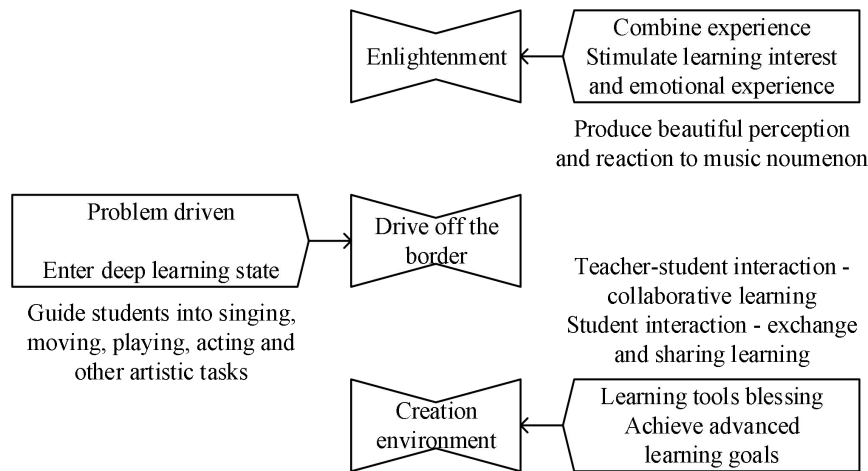 Enlightenment
Combine experience
Stimulate learning interest
and emotional experience
Produce beautiful perception
and reaction to music noumenon
Problem driven
Enter deep learning state
Guide students into singing,
moving, playing, acting and
other artistic tasks
Drive off the
border
Teacher-student interaction -
collaborative learning
Student interaction - exchange
and sharing learning
Creation
environment
Learning tools blessing
Achieve advanced
learning goals